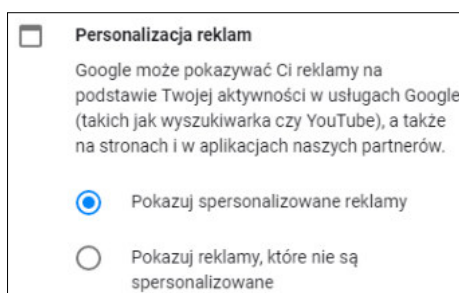 Personalizacja reklam
Google może pokazywać Ci reklamy na
podstawie Twojej aktywności w usługach Google
(takich jak wyszukiwarka czy YouTube), a także
na stronach i w aplikacjach naszych partnerów.
Pokazuj spersonalizowane reklamy
Pokazuj reklamy, które nie są
spersonalizowane